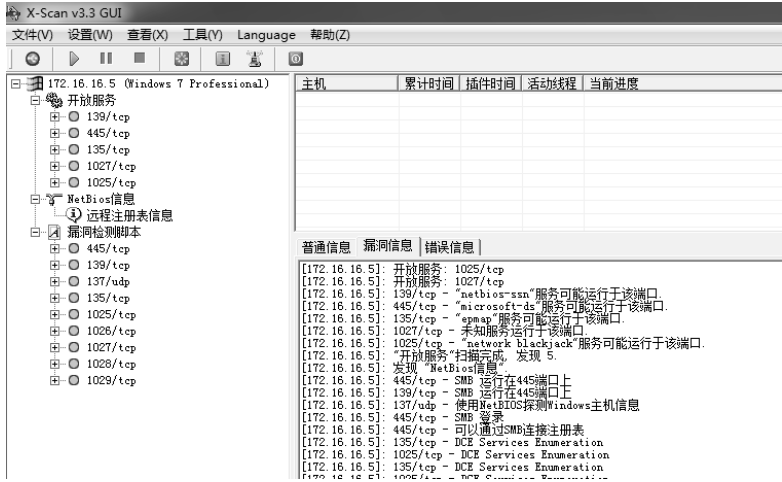 X-Scan v3.3 GUI
文件(V) 设置(W) 查看(X) 工具(Y) Language 帮助(Z)
172.16.16.5 (Windows 7 Professional)
开放服务
139/tcp
445/tcp
135/tcp
1027/tcp
1025/tcp
NetBios信息
远程注册表信息
漏洞检测脚本
445/tcp
139/tcp
137/udp
135/tcp
1025/tcp
1026/tcp
1027/tcp
1028/tcp
1029/tcp
主机 累计时间 插件时间 活动线程 当前进度
普通信息 漏洞信息 错误信息
[172.16.16.5]: 开放服务: 1025/tcp
[172.16.16.5]: 开放服务: 1027/tcp
[172.16.16.5]: 139/tcp - "netbios-ssn"服务可能运行于该端口.
[172.16.16.5]: 445/tcp - "microsoft-ds"服务可能运行于该端口.
[172.16.16.5]: 135/tcp - "epmap"服务可能运行于该端口.
[172.16.16.5]: 1027/tcp - 未知服务运行于该端口.
[172.16.16.5]: 1025/tcp - "network blackjack"服务可能运行于该端口.
[172.16.16.5]: "开放服务"扫描完成, 发现 5.
[172.16.16.5]: 发现 "NetBios信息".
[172.16.16.5]: 445/tcp - SMB 运行在445端口上
[172.16.16.5]: 139/tcp - SMB 运行在445端口上
[172.16.16.5]: 137/udp - 使用NetBIOS探测Windows主机信息
[172.16.16.5]: 445/tcp - SMB 登录
[172.16.16.5]: 445/tcp - 可以通过SMB连接注册表
[172.16.16.5]: 135/tcp - DCE Services Enumeration
[172.16.16.5]: 1025/tcp - DCE Services Enumeration
[172.16.16.5]: 135/tcp - DCE Services Enumeration
[172.16.16.5]: 1025/tcp - DCE Services Enumeration